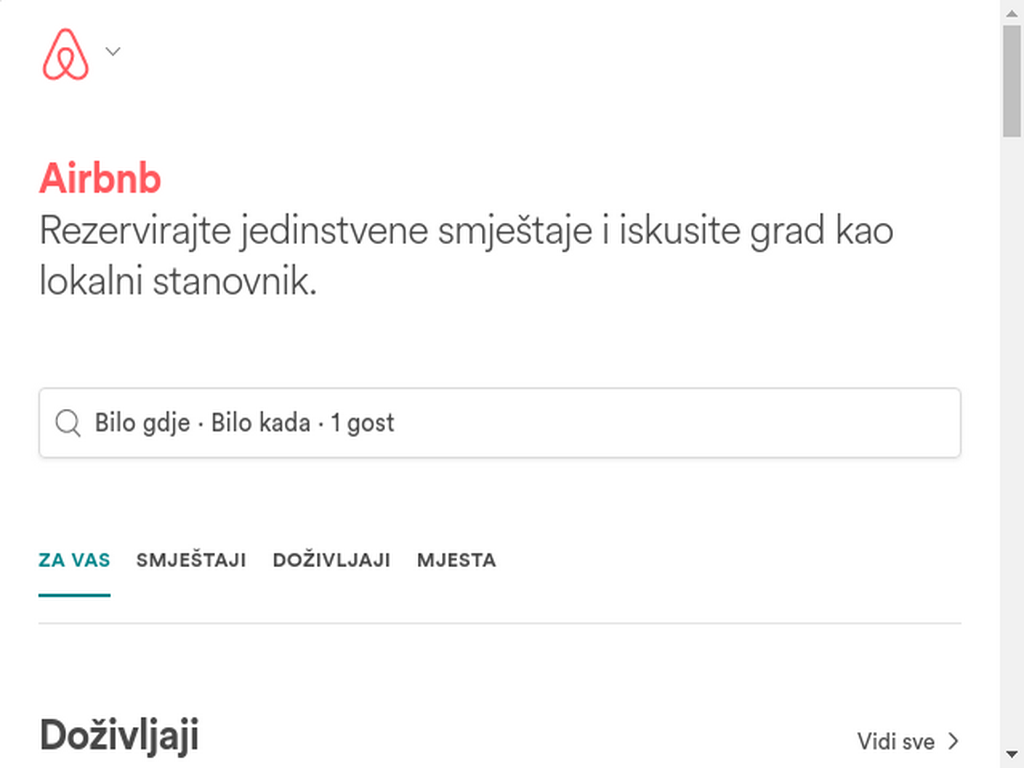 Airbnb
Rezervirajte jedinstvene smještaje i iskusite grad kao
lokalni stanovnik.
Bilo gdje · Bilo kada · 1 gost
ZA VAS SMJEŠTAJI DOŽIVLJAJI MJESTA
Doživljaji Vidi sve